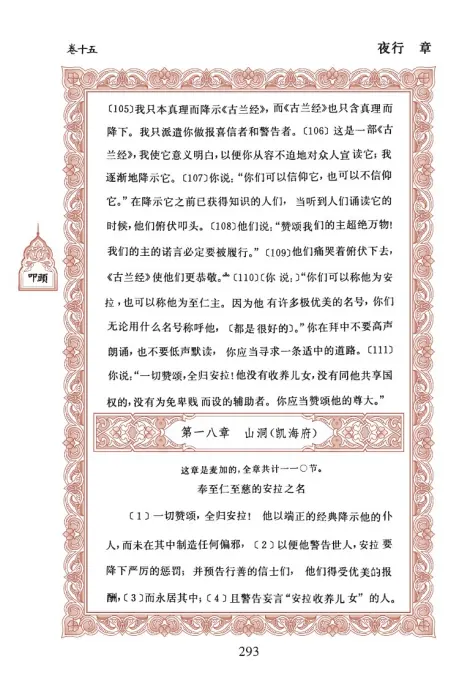 卷十五
夜行 章
〔105〕我只本真理而降示《古兰经》，而《古兰经》也只含真理而
降下。我只派遣你做报喜信者和警告者。〔106〕这是一部《古
兰经》，我使它意义明白，以便你从容不迫地对众人宣读它；我
逐渐地降示它。〔107〕你说：“你们可以信仰它，也可以不信仰
它。”在降示它之前已获得知识的人们， 当听到人们诵读它的
时候，他们俯伏叩头。〔108〕他们说：“赞颂我们的主超绝万物！
我们的主的诺言必定要被履行。”〔109〕他们痛哭着俯伏下去，
《古兰经》使他们更恭敬。〔110〕〔你 说：〕“你们可以称他为安
拉，也可以称他为至仁主。因为他 有许多极优美的名号，你们
无论用什么名号称呼他，〔都是很好的〕。”你在拜中不要高声
朗诵，也不要低声默读， 你应当寻求一条适中的道路。〔111〕
你说：“一切赞颂，全归安拉！他没有收养儿女，没有同他共享国
权的，没有为免卑贱 而设的辅助者。你应当赞颂他的尊大。”
叩头
第一八章 山洞（凯海府）
这章是麦加的，全章共计一一〇节。
奉至仁至慈的安拉之名
〔1〕一切赞颂，全归安拉！ 他以端正的经典降示他的仆
人，而未在其中制造任何偏邪，〔2〕以便他警告世人，安拉 要
降下严厉的惩罚；并预告行善的信士们， 他们得受优美的报
酬，〔3〕而永居其中；〔4〕且警告妄言“安拉收养儿女”的人。
293